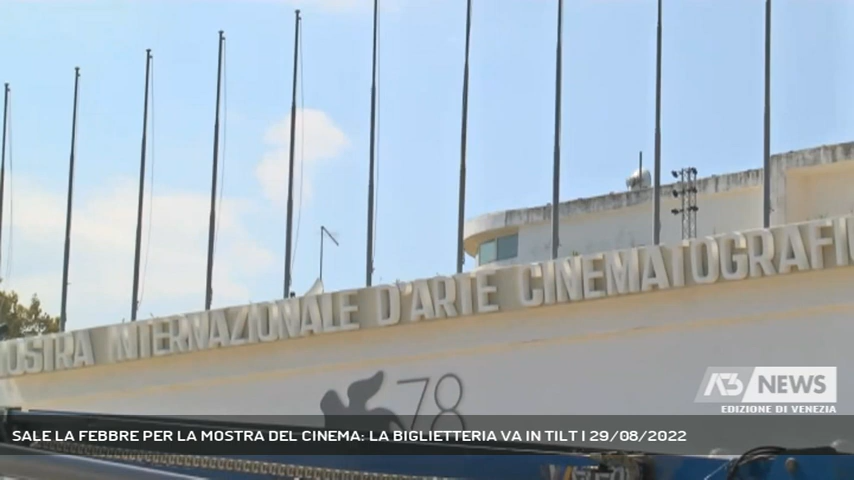 MOSTRA INTERNAZIONALE D'ARTE CINEMATOGRAFIC
78
A3 NEWS
EDIZIONE DI VENEZIA
SALE LA FEBBRE PER LA MOSTRA DEL CINEMA: LA BIGLIETTERIA VA IN TILT | 29/08/2022